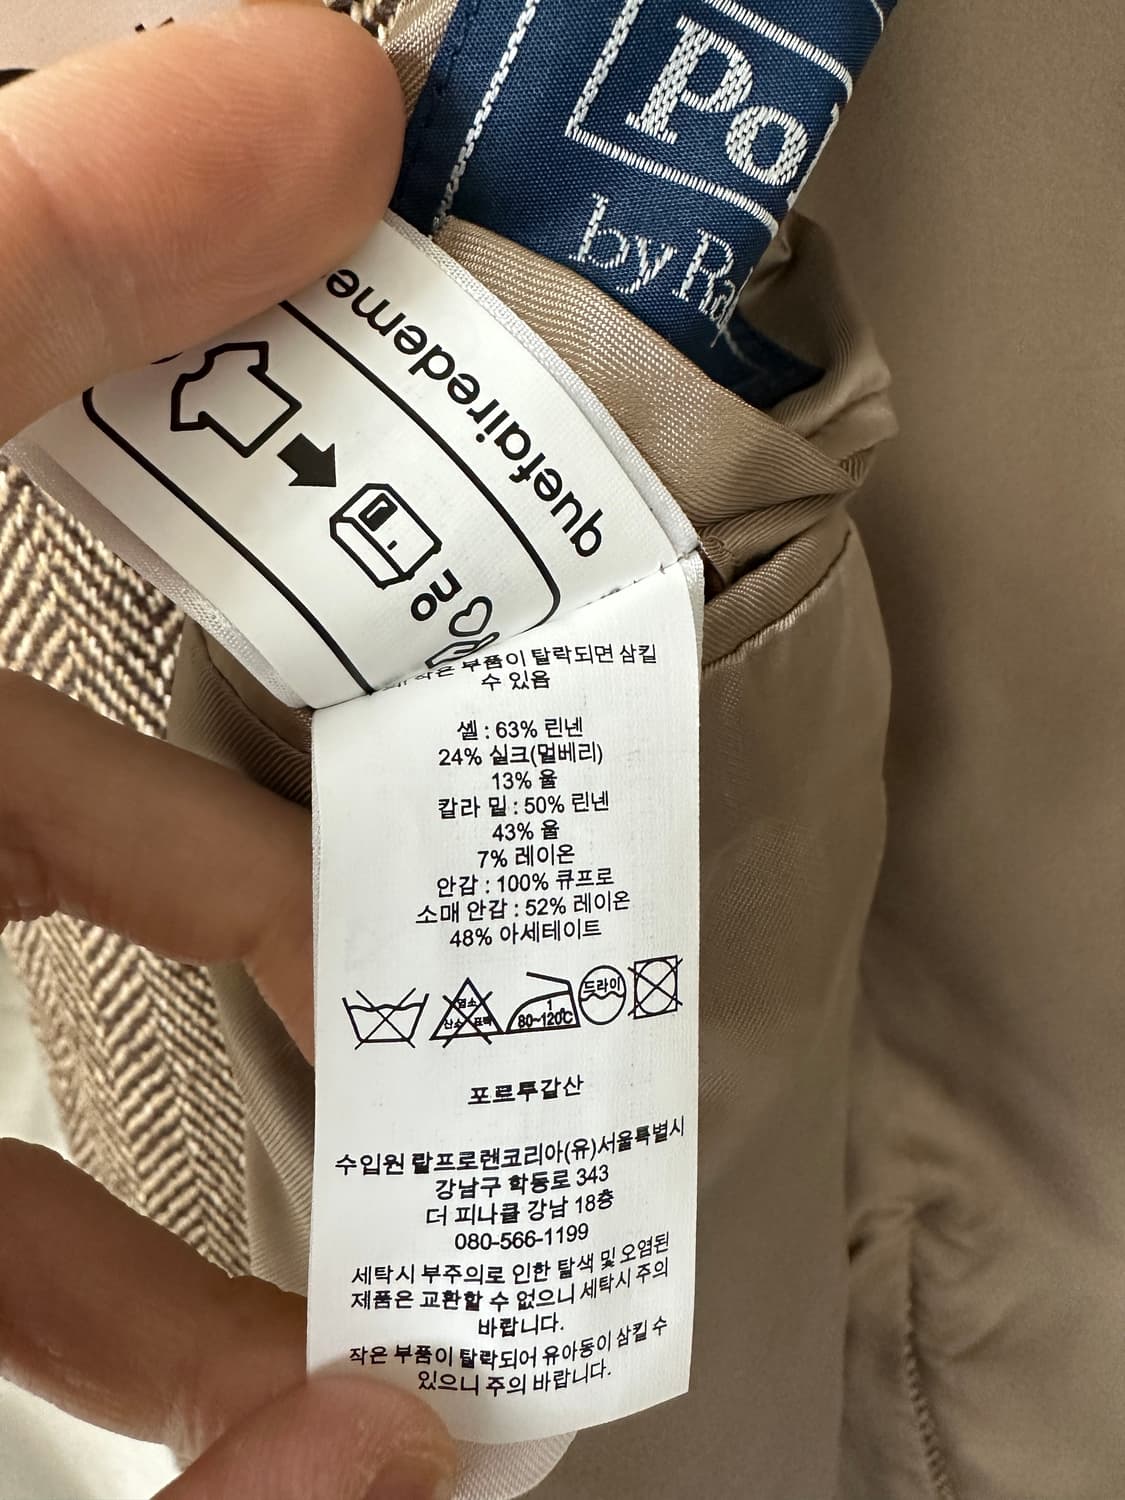 Po
by Ra
quefairedeme
ou
작은 부품이 탈락되면 삼킬
수 있음
셸 : 63% 린넨
24% 실크(멀베리)
13% 울
칼라 밑 : 50% 린넨
43% 울
7% 레이온
안감 : 100% 큐프로
소매 안감 : 52% 레이온
48% 아세테이트
염소
산소 표백
1
80~120℃
드라이
포르투갈산
수입원 랄프로렌코리아(유)서울특별시
강남구 학동로 343
더 피나클 강남 18층
080-566-1199
세탁시 부주의로 인한 탈색 및 오염된
제품은 교환할 수 없으니 세탁시 주의
바랍니다.
작은 부품이 탈락되어 유아동이 삼킬 수
있으니 주의 바랍니다.